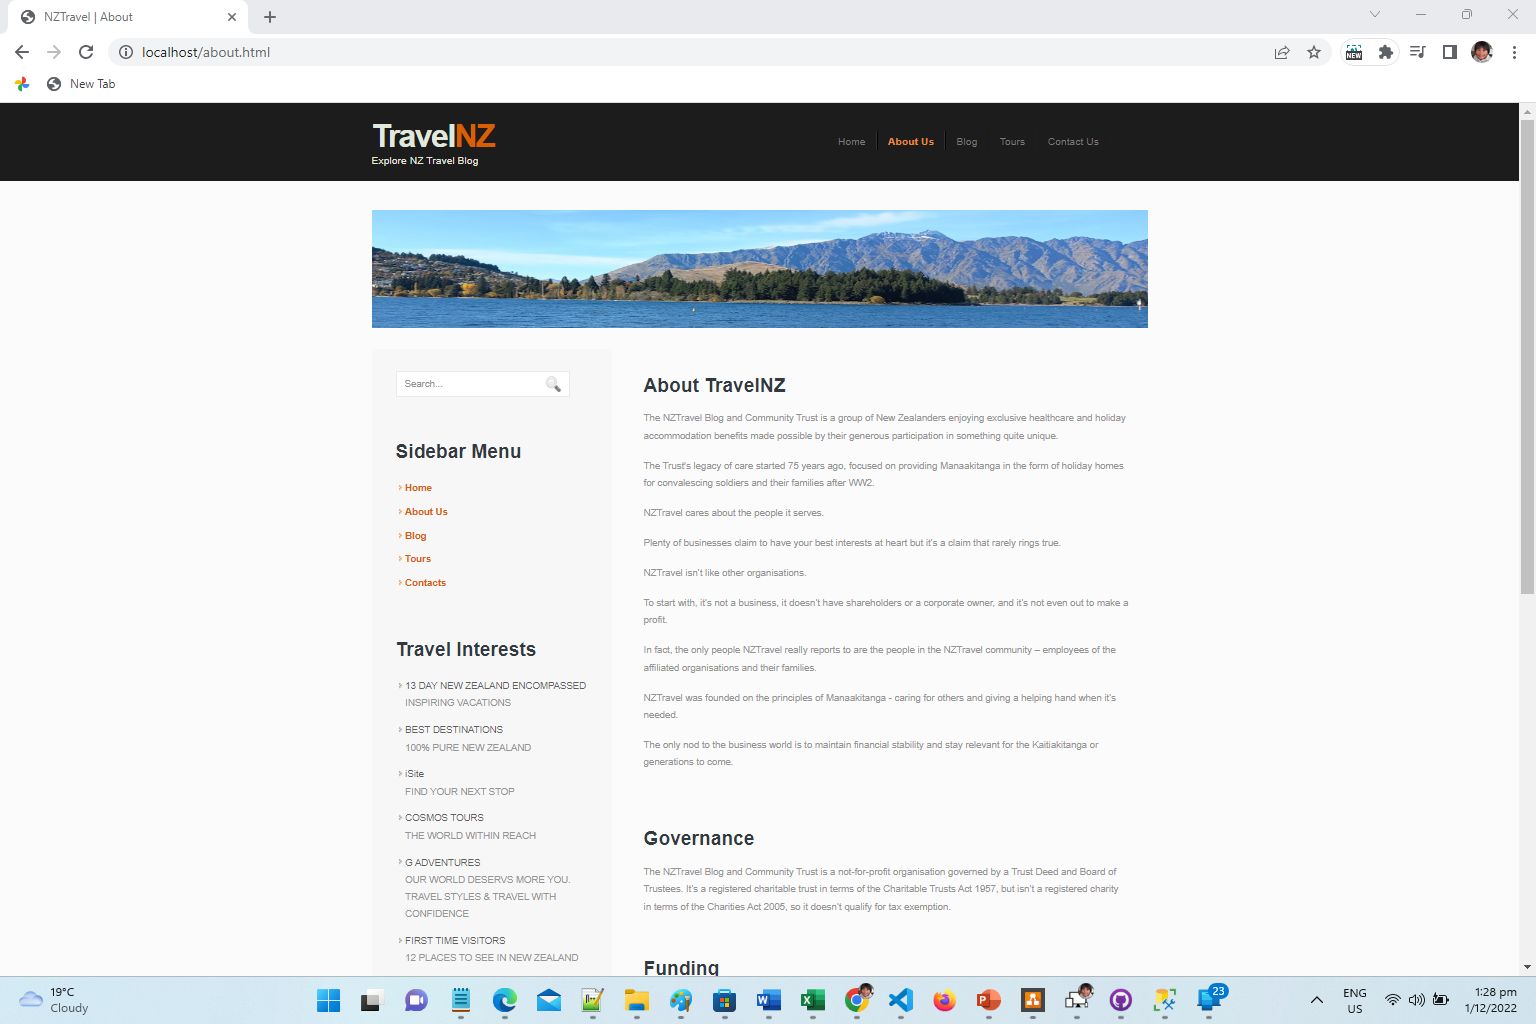 NZTravel | About
localhost/about.html
NEW
New Tab
TravelNZ
Explore NZ Travel Blog
Home
About Us
Blog
Tours
Contact Us
Search...
Sidebar Menu
Home
About Us
Blog
Tours
Contacts
Travel Interests
13 DAY NEW ZEALAND ENCOMPASSED
INSPIRING VACATIONS
BEST DESTINATIONS
100% PURE NEW ZEALAND
iSite
FIND YOUR NEXT STOP
COSMOS TOURS
THE WORLD WITHIN REACH
G ADVENTURES
OUR WORLD DESERVS MORE YOU.
TRAVEL STYLES & TRAVEL WITH
CONFIDENCE
FIRST TIME VISITORS
12 PLACES TO SEE IN NEW ZEALAND
About TravelNZ
The NZTravel Blog and Community Trust is a group of New Zealanders enjoying exclusive healthcare and holiday
accommodation benefits made possible by their generous participation in something quite unique.
The Trust's legacy of care started 75 years ago, focused on providing Manaakitanga in the form of holiday homes
for convalescing soldiers and their families after WW2.
NZTravel cares about the people it serves.
Plenty of businesses claim to have your best interests at heart but it's a claim that rarely rings true.
NZTravel isn't like other organisations.
To start with, it's not a business, it doesn't have shareholders or a corporate owner, and it's not even out to make a
profit.
In fact, the only people NZTravel really reports to are the people in the NZTravel community – employees of the
affiliated organisations and their families.
NZTravel was founded on the principles of Manaakitanga - caring for others and giving a helping hand when it's
needed.
The only nod to the business world is to maintain financial stability and stay relevant for the Kaitiakitanga or
generations to come.
Governance
The NZTravel Blog and Community Trust is a not-for-profit organisation governed by a Trust Deed and Board of
Trustees. It's a registered charitable trust in terms of the Charitable Trusts Act 1957, but isn't a registered charity
in terms of the Charities Act 2005, so it doesn't qualify for tax exemption.
Funding
19°C
Cloudy
23
ENG
US
1:28 pm
1/12/2022